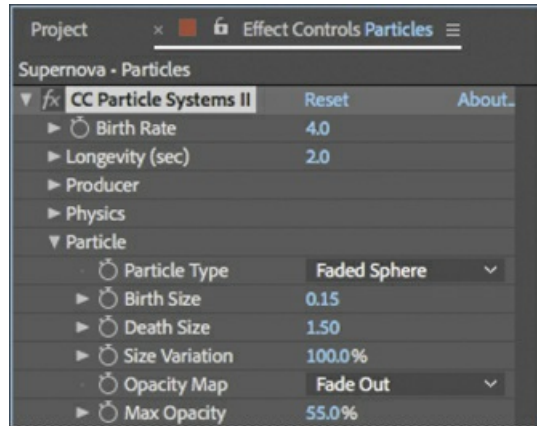 Project × Effect Controls Particles
Supernova • Particles
fx CC Particle Systems II Reset About..
Birth Rate 4.0
Longevity (sec) 2.0
Producer
Physics
Particle
Particle Type Faded Sphere
Birth Size 0.15
Death Size 1.50
Size Variation 100.0%
Opacity Map Fade Out
Max Opacity 55.0%